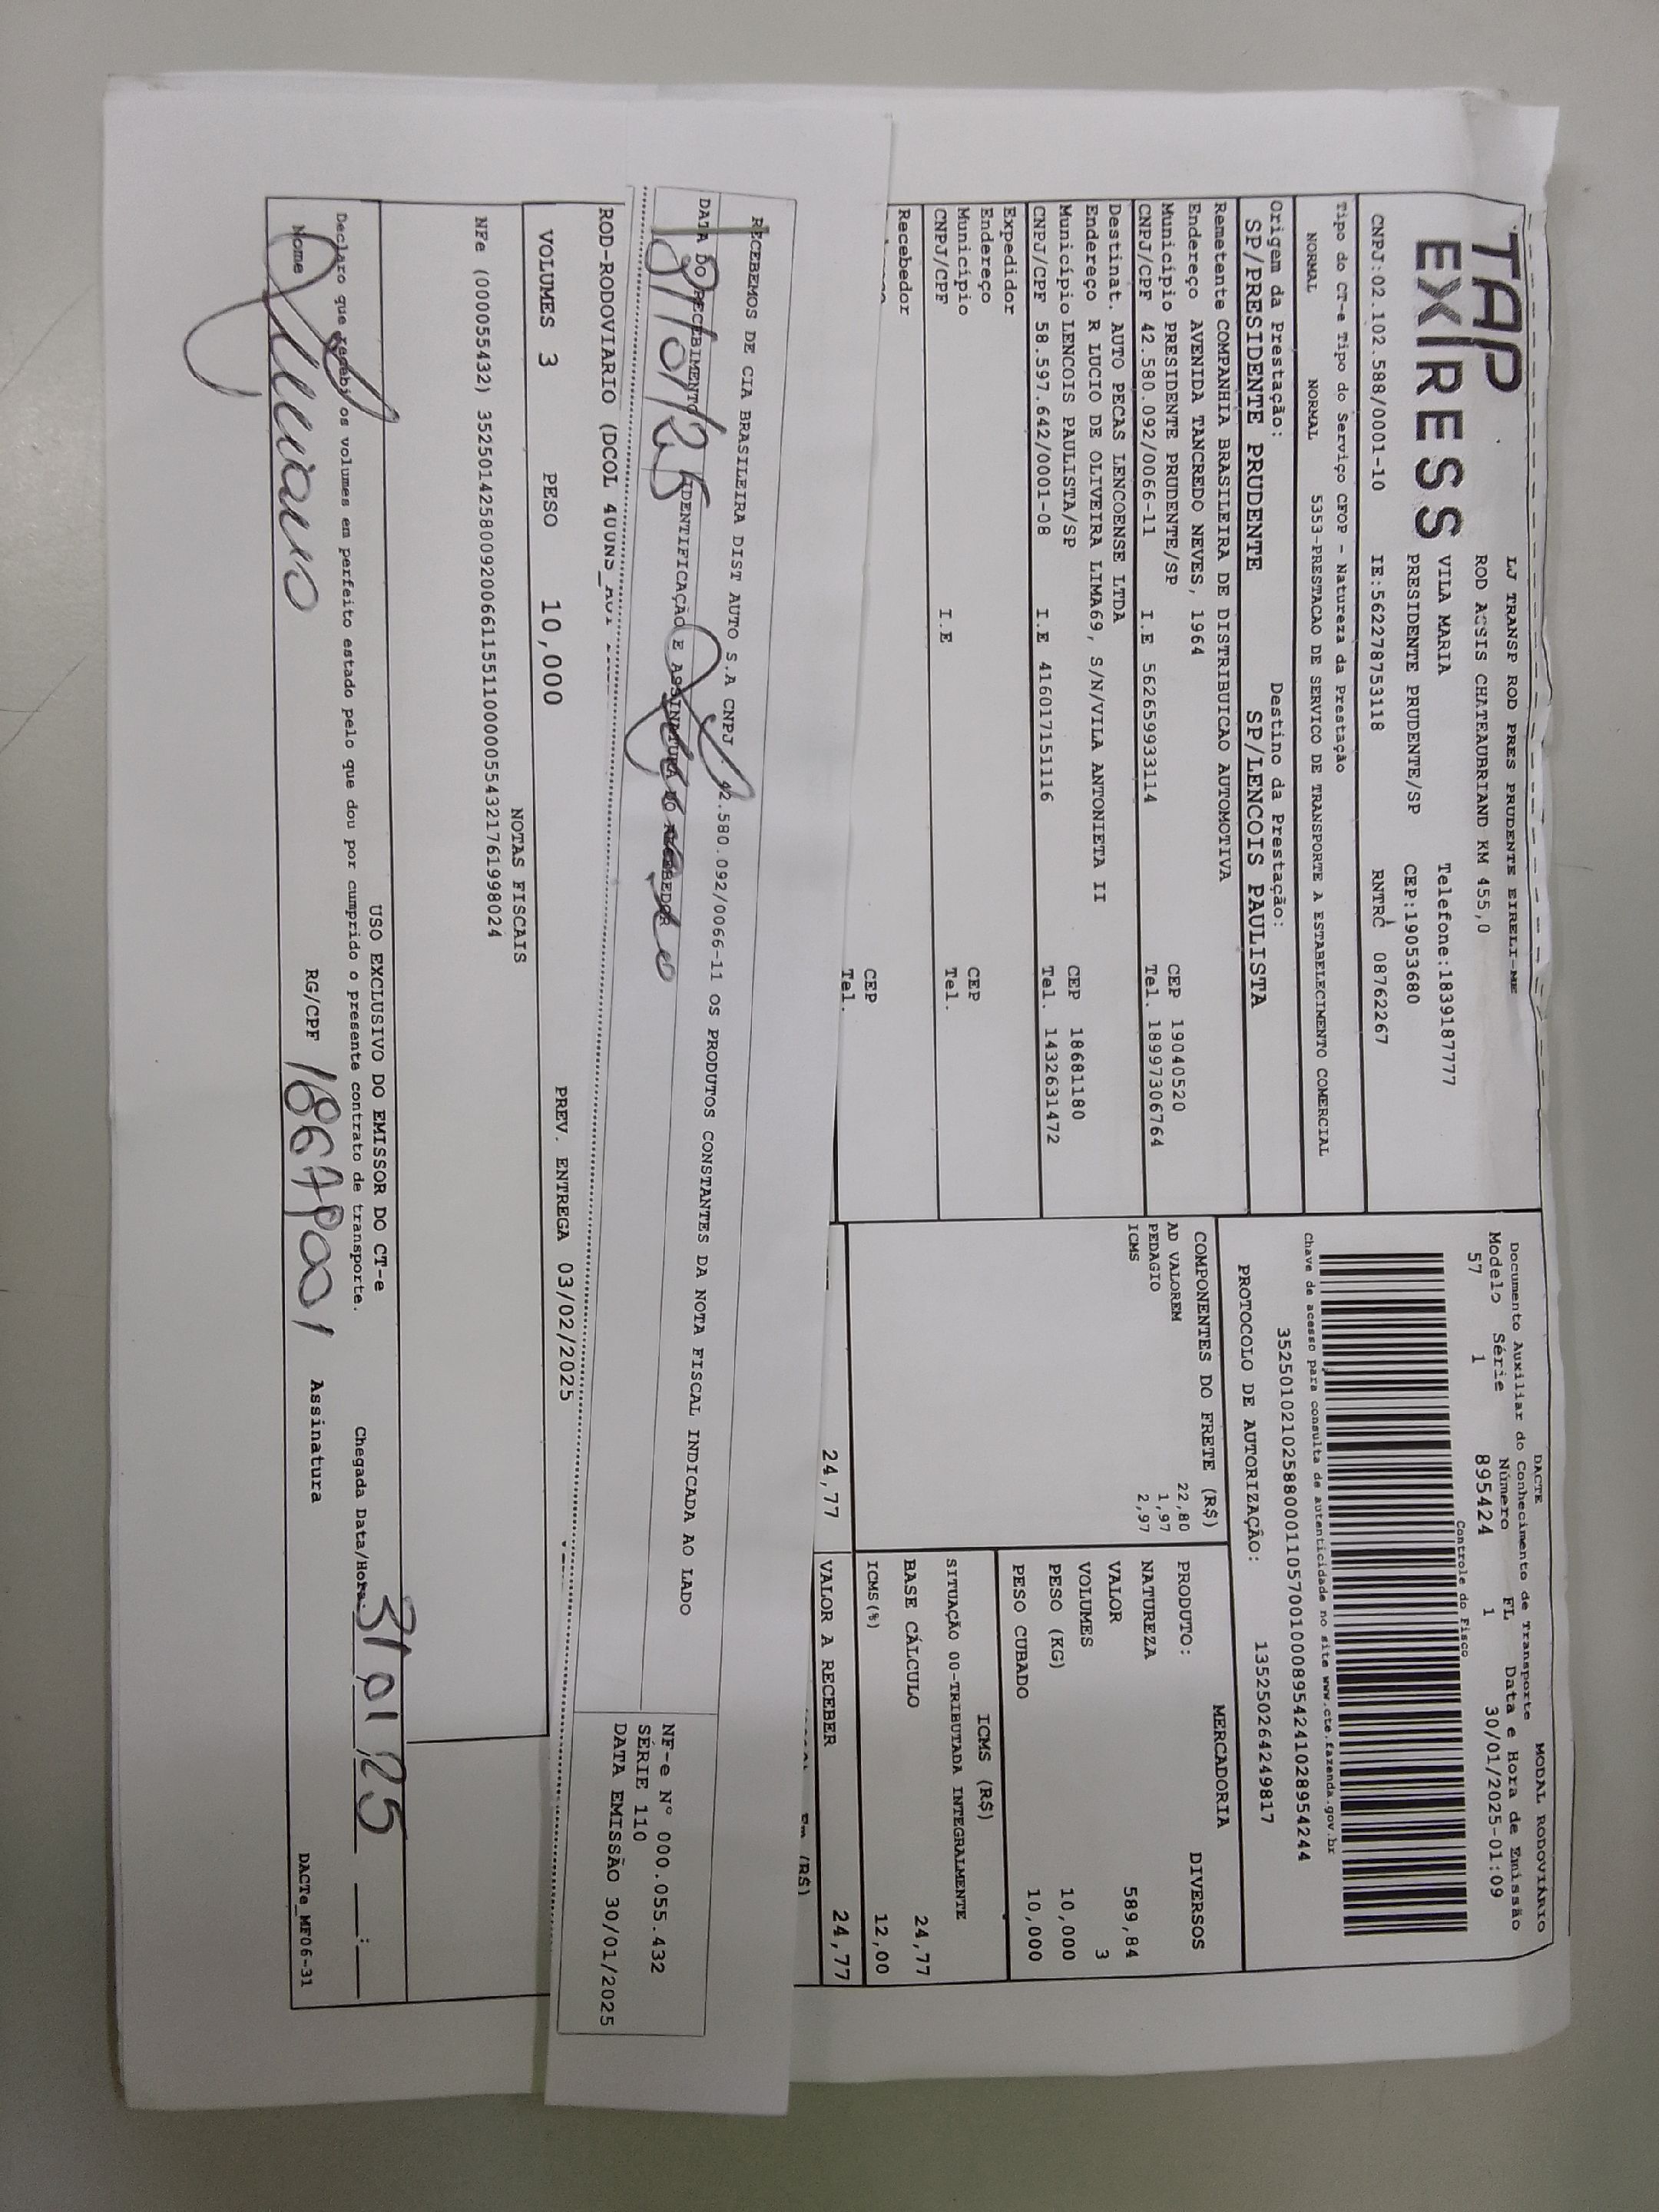 TAP
EXPRESS
LJ TRANSP ROD PRES PRUDENTE EIRELI-ME
ROD ASSIS CHATEAUBRIAND KM 455,0
VILA MARIA Telefone:1839187777
PRESIDENTE PRUDENTE/SP CEP:19053680
CNPJ:02.102.588/0001-10 IE:562278753118 RNTRC 08762267
DACTE MODAL RODOVIÁRIO
Documento Auxiliar do Conhecimento de Transporte
Modelo Série Número FL Data e Hora de Emissão
57 1 895424 1 30/01/2025-01:09
Controle do Fisco
Chave de acesso para consulta de autenticidade no site www.cte.fazenda.gov.br
35250102102588000110570010008954241028954244
PROTOCOLO DE AUTORIZAÇÃO: 135250264249817
Tipo do CT-e Tipo do Serviço CFOP - Natureza da Prestação
NORMAL NORMAL 5353-PRESTACAO DE SERVICO DE TRANSPORTE A ESTABELECIMENTO COMERCIAL
Origem da Prestação: Destino da Prestação:
SP/PRESIDENTE PRUDENTE SP/LENCOIS PAULISTA
Remetente COMPANHIA BRASILEIRA DE DISTRIBUICAO AUTOMOTIVA
Endereço AVENIDA TANCREDO NEVES, 1964
Município PRESIDENTE PRUDENTE/SP CEP 19040520
CNPJ/CPF 42.580.092/0066-11 I.E 562659933114 Tel. 18997306764
Destinat. AUTO PECAS LENCOENSE LTDA
Endereço R LUCIO DE OLIVEIRA LIMA69, S/N/VILA ANTONIETA II
Município LENCOIS PAULISTA/SP CEP 18681180
CNPJ/CPF 58.597.642/0001-08 I.E 416017151116 Tel. 1432631472
Expedidor
Endereço
Município CEP
CNPJ/CPF I.E Tel.
Recebedor
CEP
Tel.
COMPONENTES DO FRETE (R$)
AD VALOREM 22,80
PEDAGIO 1,97
ICMS 2,97
24,77
MERCADORIA
PRODUTO: DIVERSOS
NATUREZA
VALOR 589,84
VOLUMES 3
PESO (KG) 10,000
PESO CUBADO 10,000
ICMS (R$)
SITUAÇÃO 00-TRIBUTADA INTEGRALMENTE
BASE CÁLCULO 24,77
ICMS(%) 12,00
VALOR A RECEBER 24,77
RECEBEMOS DE CIA BRASILEIRA DIST AUTO S.A CNPJ 42.580.092/0066-11 OS PRODUTOS CONSTANTES DA NOTA FISCAL INDICADA AO LADO
DATA DO RECEBIMENTO IDENTIFICAÇÃO E ASSINATURA DO RECEBEDOR
NF-e Nº 000.055.432
SÉRIE 110
DATA EMISSÃO 30/01/2025
ROD-RODOVIARIO (DCOL
VOLUMES 3 PESO 10,000 PREV. ENTREGA 03/02/2025
NOTAS FISCAIS
NFe (000055432) 35250142580092006611551100000554321761998024
USO EXCLUSIVO DO EMISSOR DO CT-e
Declaro que recebi os volumes em perfeito estado pelo que dou por cumprido o presente contrato de transporte. Chegada Data/Hora: 31 01 25 __:__
Nome RG/CPF Assinatura DACTe_MF06-31